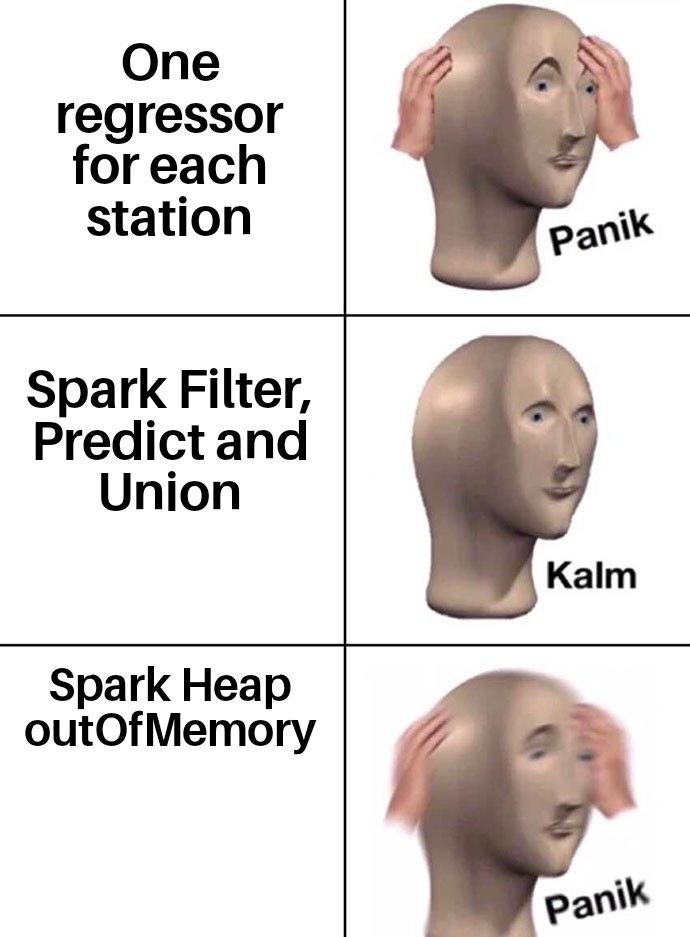 One
regressor
for each
station
Panik
Spark Filter,
Predict and
Union
Kalm
Spark Heap
outOfMemory
Panik